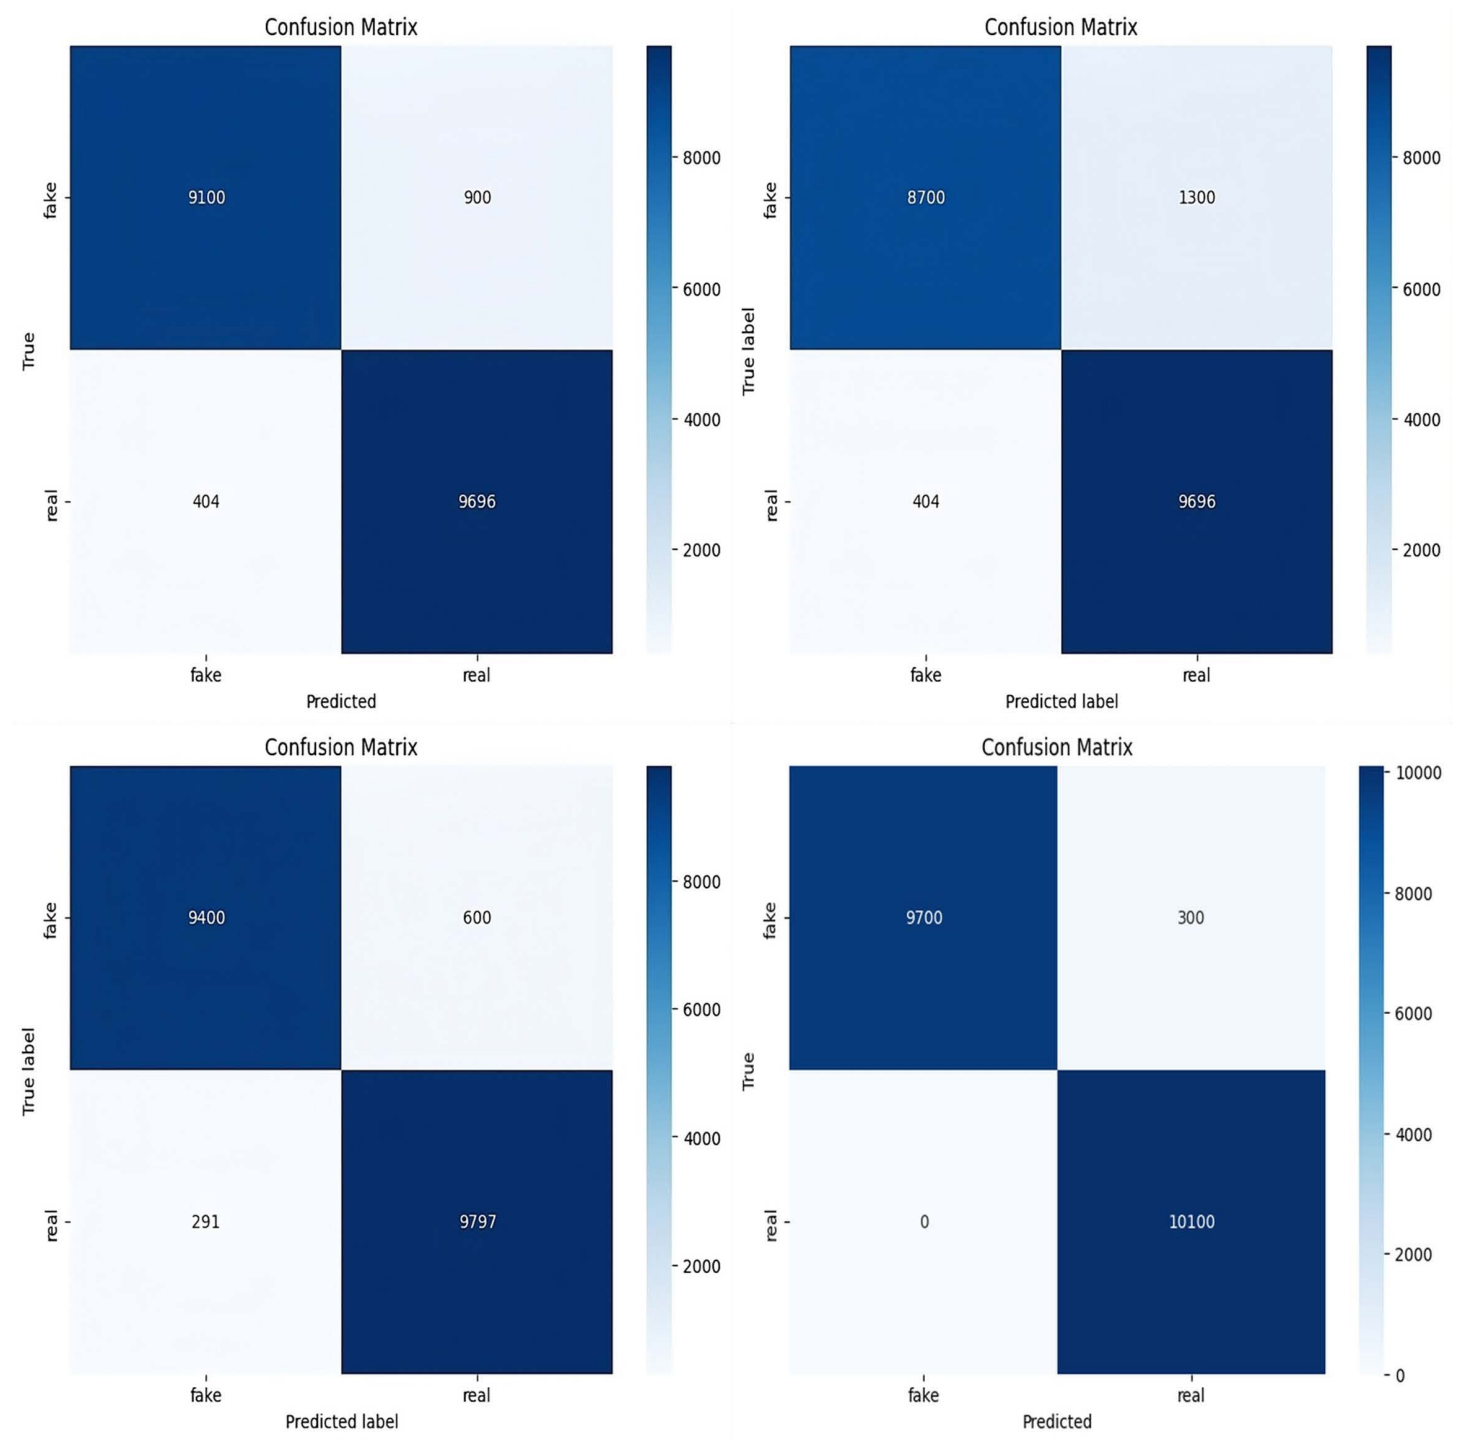 Confusion Matrix
fake
9100
900
8000
6000
True
4000
real
404
9696
2000
fake
real
Predicted
Confusion Matrix
fake
8700
1300
8000
6000
True label
4000
real
404
9696
2000
fake
real
Predicted label
Confusion Matrix
fake
9400
600
8000
6000
True label
4000
real
291
9797
2000
fake
real
Predicted label
Confusion Matrix
10000
fake
9700
300
8000
6000
True
4000
real
0
10100
2000
0
fake
real
Predicted